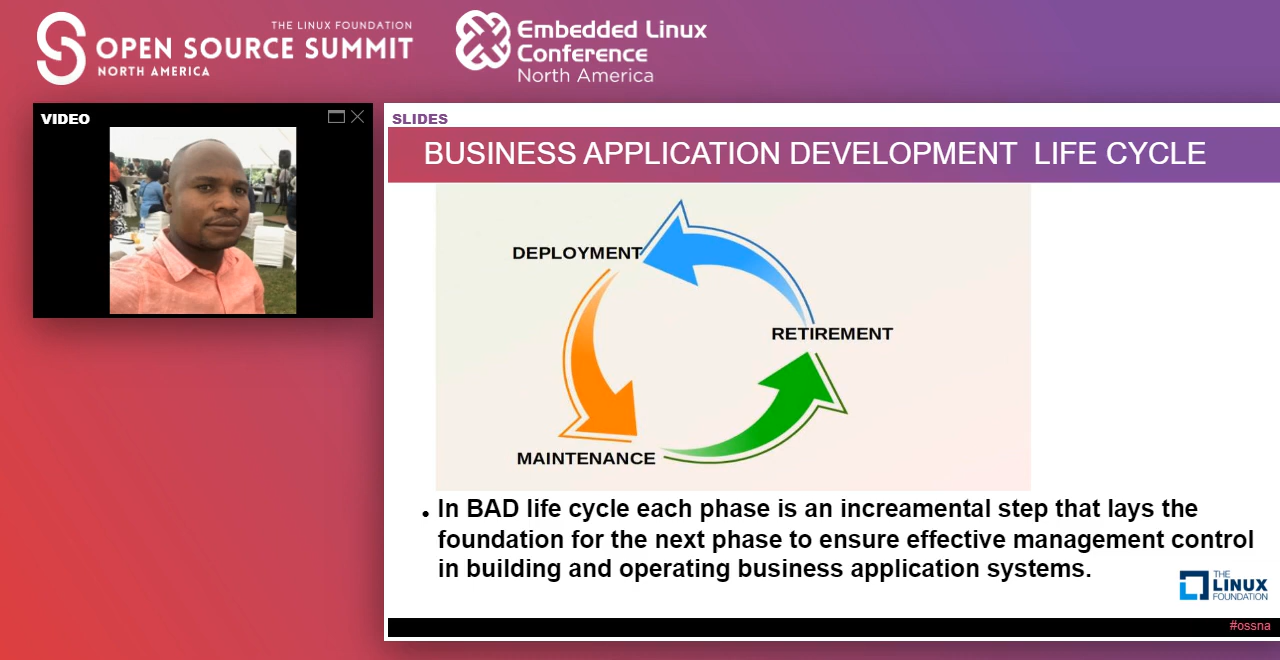 THE LINUX FOUNDATION
OPEN SOURCE SUMMIT
NORTH AMERICA
Embedded Linux
Conference
North America
VIDEO
SLIDES
BUSINESS APPLICATION DEVELOPMENT LIFE CYCLE
DEPLOYMENT
RETIREMENT
MAINTENANCE
• In BAD life cycle each phase is an increamental step that lays the
foundation for the next phase to ensure effective management control
in building and operating business application systems.
THE
LINUX
FOUNDATION
#ossna